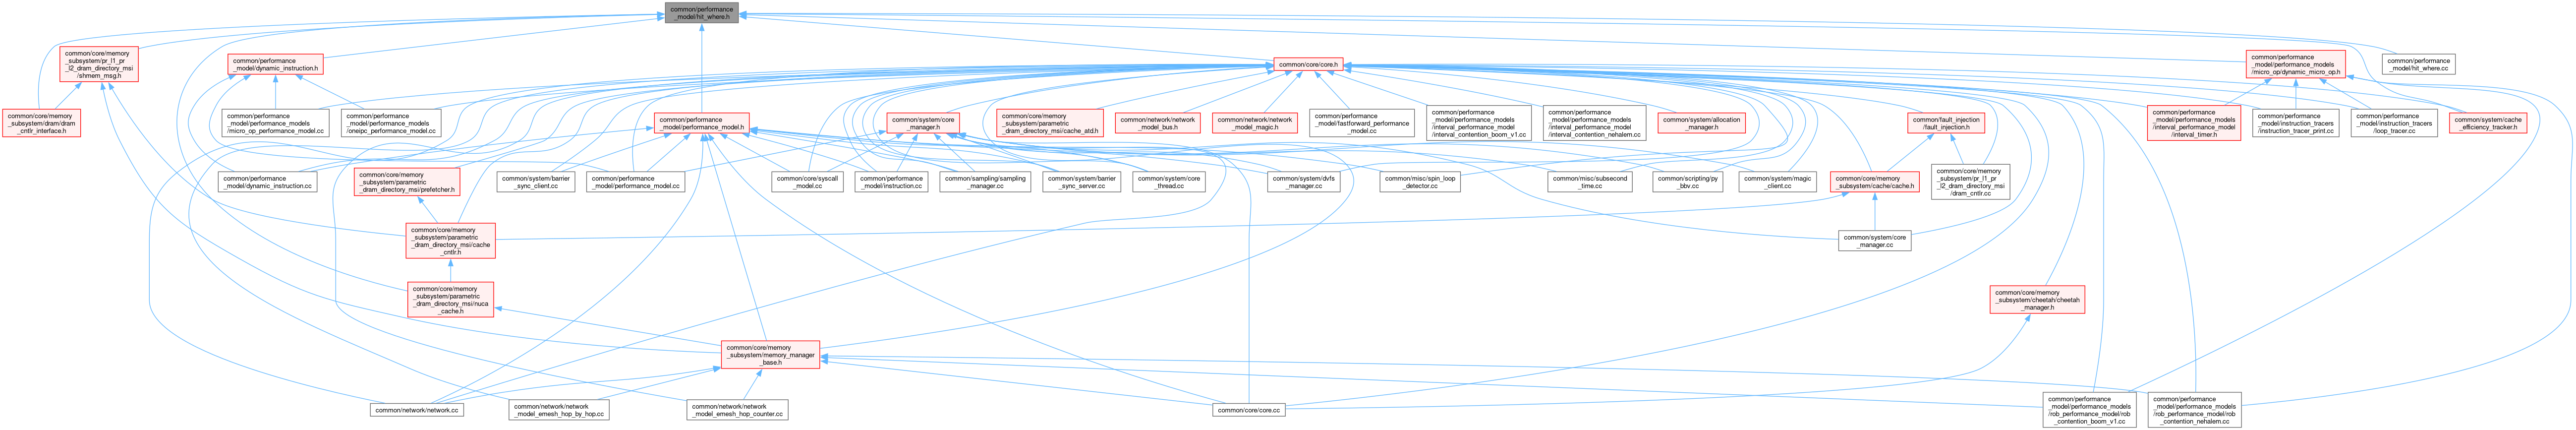 common/performance
_model/hit_where.h
common/core/memory
_subsystem/pr_l1_pr
_l2_dram_directory_msi
/shmem_msg.h
common/performance
_model/dynamic_instruction.h
common/core/core.h
common/performance
_model/performance_models
/micro_op/dynamic_micro_op.h
common/performance
_model/hit_where.cc
common/core/memory
_subsystem/dram/dram
_cntlr_interface.h
common/performance
_model/performance_models
/micro_op_performance_model.cc
common/performance
_model/performance_models
/oneipc_performance_model.cc
common/performance
_model/performance_model.h
common/system/core
_manager.h
common/core/memory
_subsystem/parametric
_dram_directory_msi/cache_atd.h
common/network/network
_model_bus.h
common/network/network
_model_magic.h
common/performance
_model/fastforward_performance
_model.cc
common/performance
_model/performance_models
/interval_performance_model
/interval_contention_boom_v1.cc
common/performance
_model/performance_models
/interval_performance_model
/interval_contention_nehalem.cc
common/system/allocation
_manager.h
common/fault_injection
/fault_injection.h
common/performance
_model/performance_models
/interval_performance_model
/interval_timer.h
common/performance
_model/instruction_tracers
/instruction_tracer_print.cc
common/performance
_model/instruction_tracers
/loop_tracer.cc
common/system/cache
_efficiency_tracker.h
common/performance
_model/dynamic_instruction.cc
common/core/memory
_subsystem/parametric
_dram_directory_msi/prefetcher.h
common/system/barrier
_sync_client.cc
common/performance
_model/performance_model.cc
common/core/syscall
_model.cc
common/performance
_model/instruction.cc
common/sampling/sampling
_manager.cc
common/system/barrier
_sync_server.cc
common/system/core
_thread.cc
common/system/dvfs
_manager.cc
common/misc/spin_loop
_detector.cc
common/misc/subsecond
_time.cc
common/scripting/py
_bbv.cc
common/system/magic
_client.cc
common/core/memory
_subsystem/cache/cache.h
common/core/memory
_subsystem/pr_l1_pr
_l2_dram_directory_msi
/dram_cntlr.cc
common/core/memory
_subsystem/parametric
_dram_directory_msi/cache
_cntlr.h
common/system/core
_manager.cc
common/core/memory
_subsystem/parametric
_dram_directory_msi/nuca
_cache.h
common/core/memory
_subsystem/cheetah/cheetah
_manager.h
common/core/memory
_subsystem/memory_manager
_base.h
common/network/network.cc
common/network/network
_model_emesh_hop_by_hop.cc
common/network/network
_model_emesh_hop_counter.cc
common/core/core.cc
common/performance
_model/performance_models
/rob_performance_model/rob
_contention_boom_v1.cc
common/performance
_model/performance_models
/rob_performance_model/rob
_contention_nehalem.cc